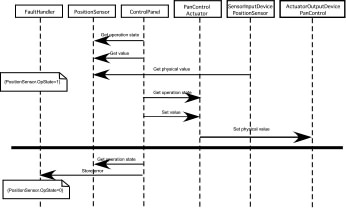 FaultHandler
PositionSensor
ControlPanel
PanControl
Actuator
SensorInputDevice
PositionSensor
ActuatorOutputDevice
PanControl
Get operation state
Get value
Get physical value
{PositionSensor.OpState=1}
Get operation state
Set value
Set physical value
Get operation state
Store error
{PositionSensor.OpState=0}